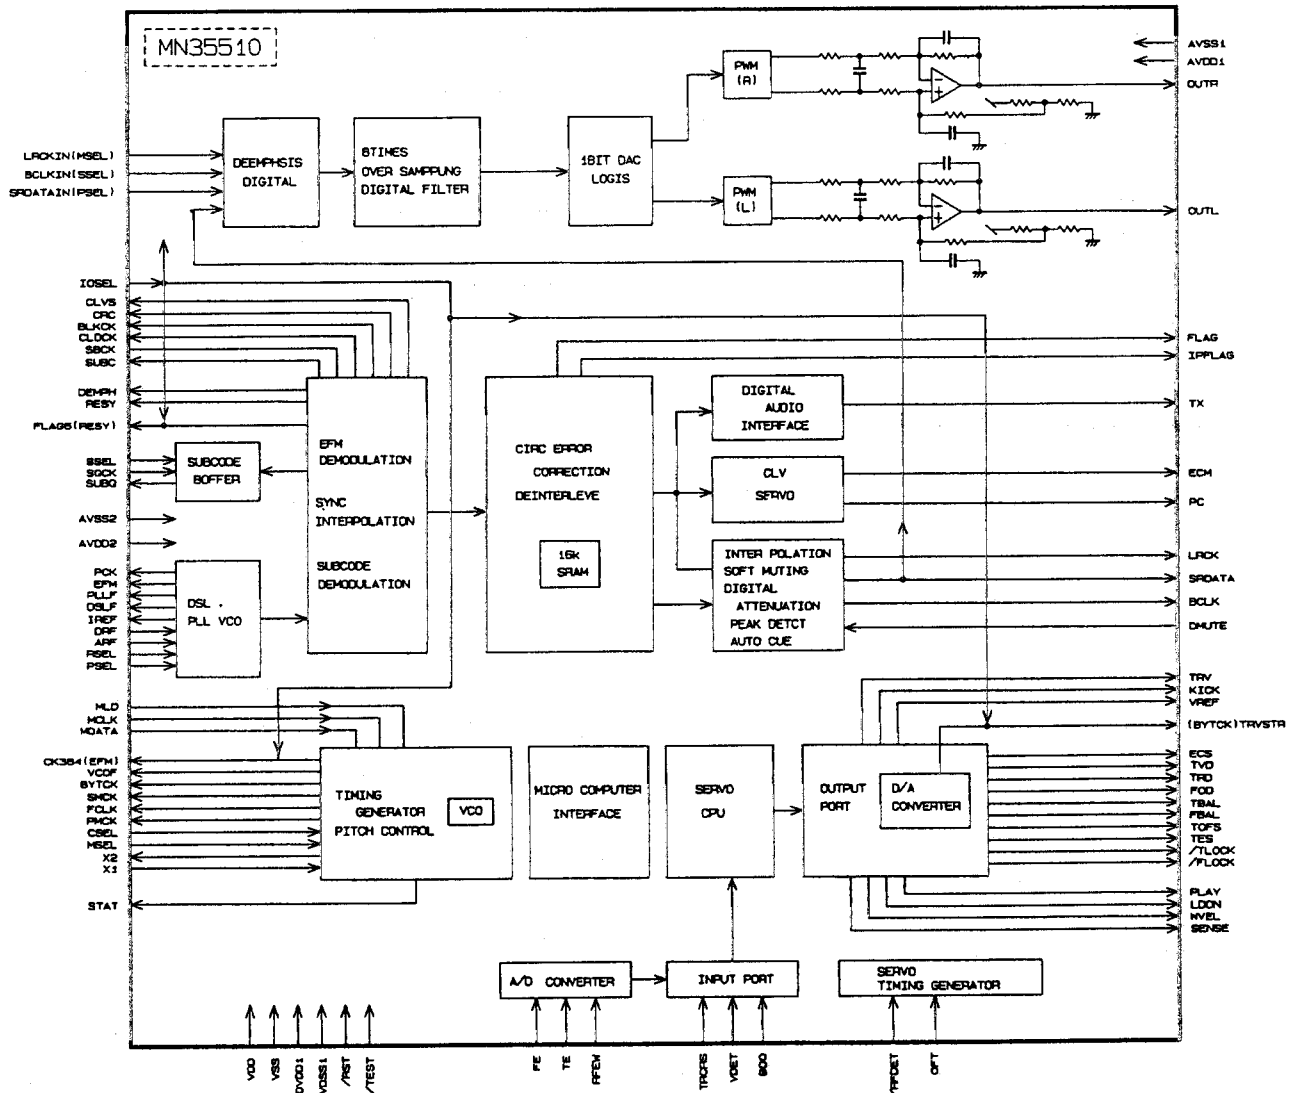 MN35510
AVSS1
AVDD1
OUTR
OUTL
LRCKIN(MSEL)
BCLKIN(SSEL)
SRDATAIN(PSEL)
DEEMPHSIS
DIGITAL
8TIMES
OVER SAMPPUNG
DIGITAL FILTER
1BIT DAC
LOGIS
PWM
(R)
PWM
(L)
IOSEL
CLVS
CRC
BLKCK
CLDCK
SBCK
SUBC
DEMPH
RESY
FLAG6(RESY)
SSEL
SQCK
SUBQ
AVSS2
AVDD2
PCK
EFM
PLLF
DSLF
IREF
DRF
ARF
RSEL
PSEL
SUBCODE
BOFFER
DSL .
PLL VCO
EFM
DEMODULATION
SYNC
INTERPOLATION
SUBCODE
DEMODULATION
CIRC ERROR
CORRECTION
DEINTERLEVE
16k
SRAM
DIGITAL
AUDIO
INTERFACE
CLV
SERVO
INTER POLATION
SOFT MUTING
DIGITAL
ATTENUATION
PEAK DETCT
AUTO CUE
FLAG
IPFLAG
TX
ECM
PC
LRCK
SRDATA
BCLK
DMUTE
MLD
MCLK
MDATA
CK384(EFM)
VCOF
BYTCK
SMCK
FCLK
PMCK
CSEL
MSEL
X2
X1
STAT
TIMING
GENERATOR
PITCH CONTROL
VCO
MICRO COMPUTER
INTERFACE
SERVO
CPU
OUTPUT
PORT
D/A
CONVERTER
TRV
KICK
VREF
(BYTCK)TRVSTR
ECS
TVD
TRD
FOD
TBAL
FBAL
TOFS
TES
/TLOCK
/FLOCK
PLAY
LDON
WVEL
SENSE
A/D CONVERTER
INPUT PORT
SERVO
TIMING GENERATOR
VDD
VSS
DVDD1
VDSS1
/RST
/TEST
FE
TE
RFEW
TRCRS
VDET
BDO
/RFDET
OFT